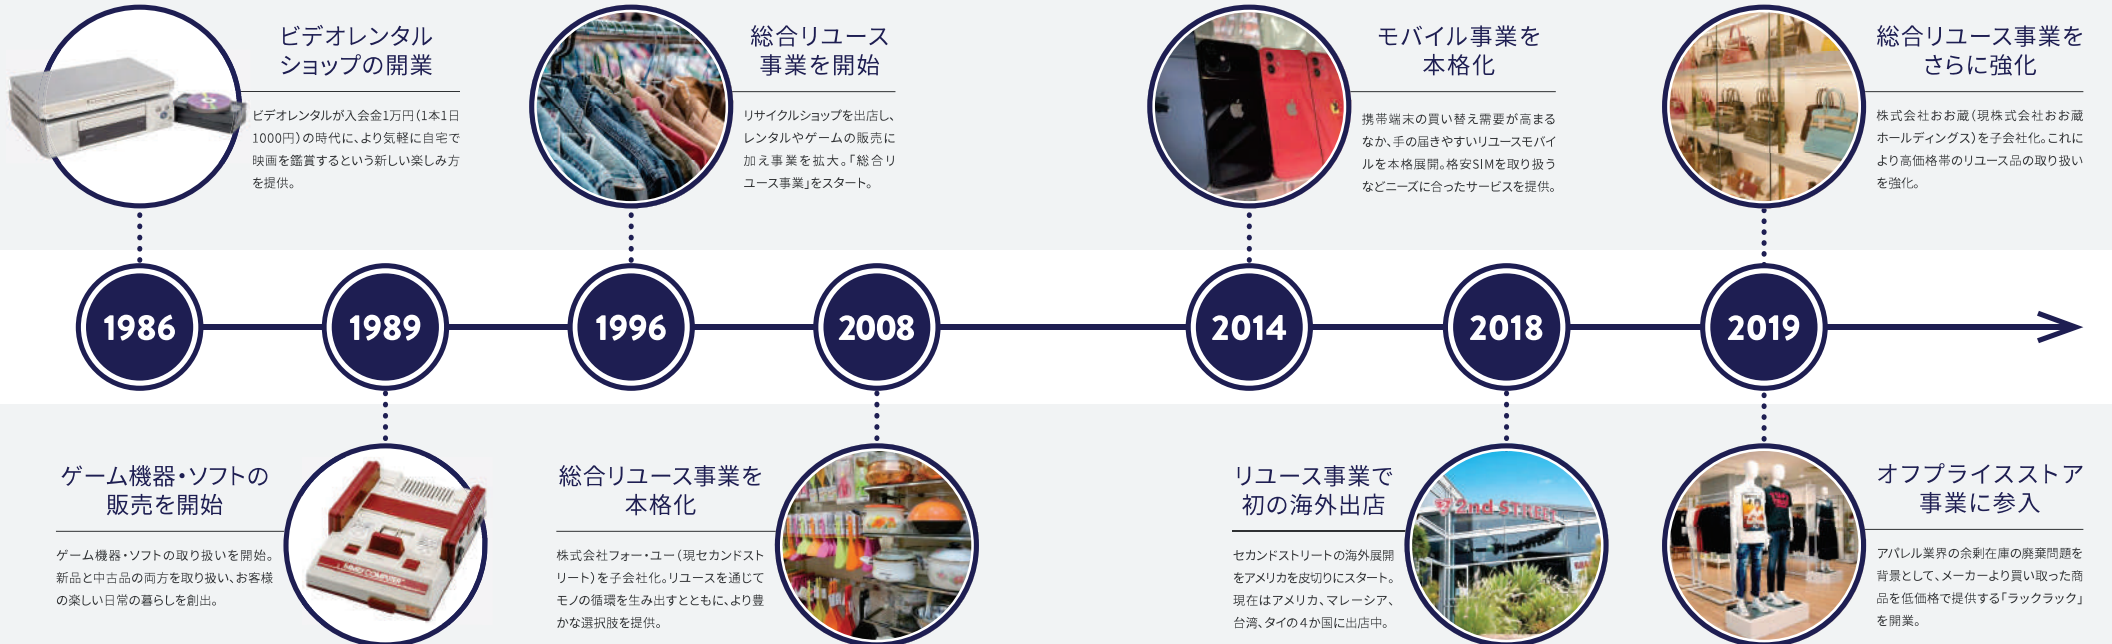 ビデオレンタル
ショップの開業
ビデオレンタルが入会金1万円（1本1日
1000円）の時代に、より気軽に自宅で
映画を鑑賞するという新しい楽しみ方
を提供。
総合リユース
事業を開始
リサイクルショップを出店し、
レンタルやゲームの販売に
加え事業を拡大。「総合リ
ユース事業」をスタート。
モバイル事業を
本格化
携帯端末の買い替え需要が高まる
なか、手の届きやすいリユースモバイ
ルを本格展開。格安SIMを取り扱う
などニーズに合ったサービスを提供。
総合リユース事業を
さらに強化
株式会社おお蔵（現株式会社おお蔵
ホールディングス）を子会社化。これに
より高価格帯のリユース品の取り扱い
を強化。
1986
1989
1996
2008
2014
2018
2019
ゲーム機器・ソフトの
販売を開始
ゲーム機器・ソフトの取り扱いを開始。
新品と中古品の両方を取り扱い、お客様
の楽しい日常の暮らしを創出。
FAMILY COMPUTER
総合リユース事業を
本格化
株式会社フォー・ユー（現セカンドスト
リート）を子会社化。リユースを通じて
モノの循環を生み出すとともに、より豊
かな選択肢を提供。
リユース事業で
初の海外出店
セカンドストリートの海外展開
をアメリカを皮切りにスタート。
現在はアメリカ、マレーシア、
台湾、タイの4か国に出店中。
2nd STREET
オフプライスストア
事業に参入
アパレル業界の余剰在庫の廃棄問題を
背景として、メーカーより買い取った商
品を低価格で提供する「ラックラック」
を開業。